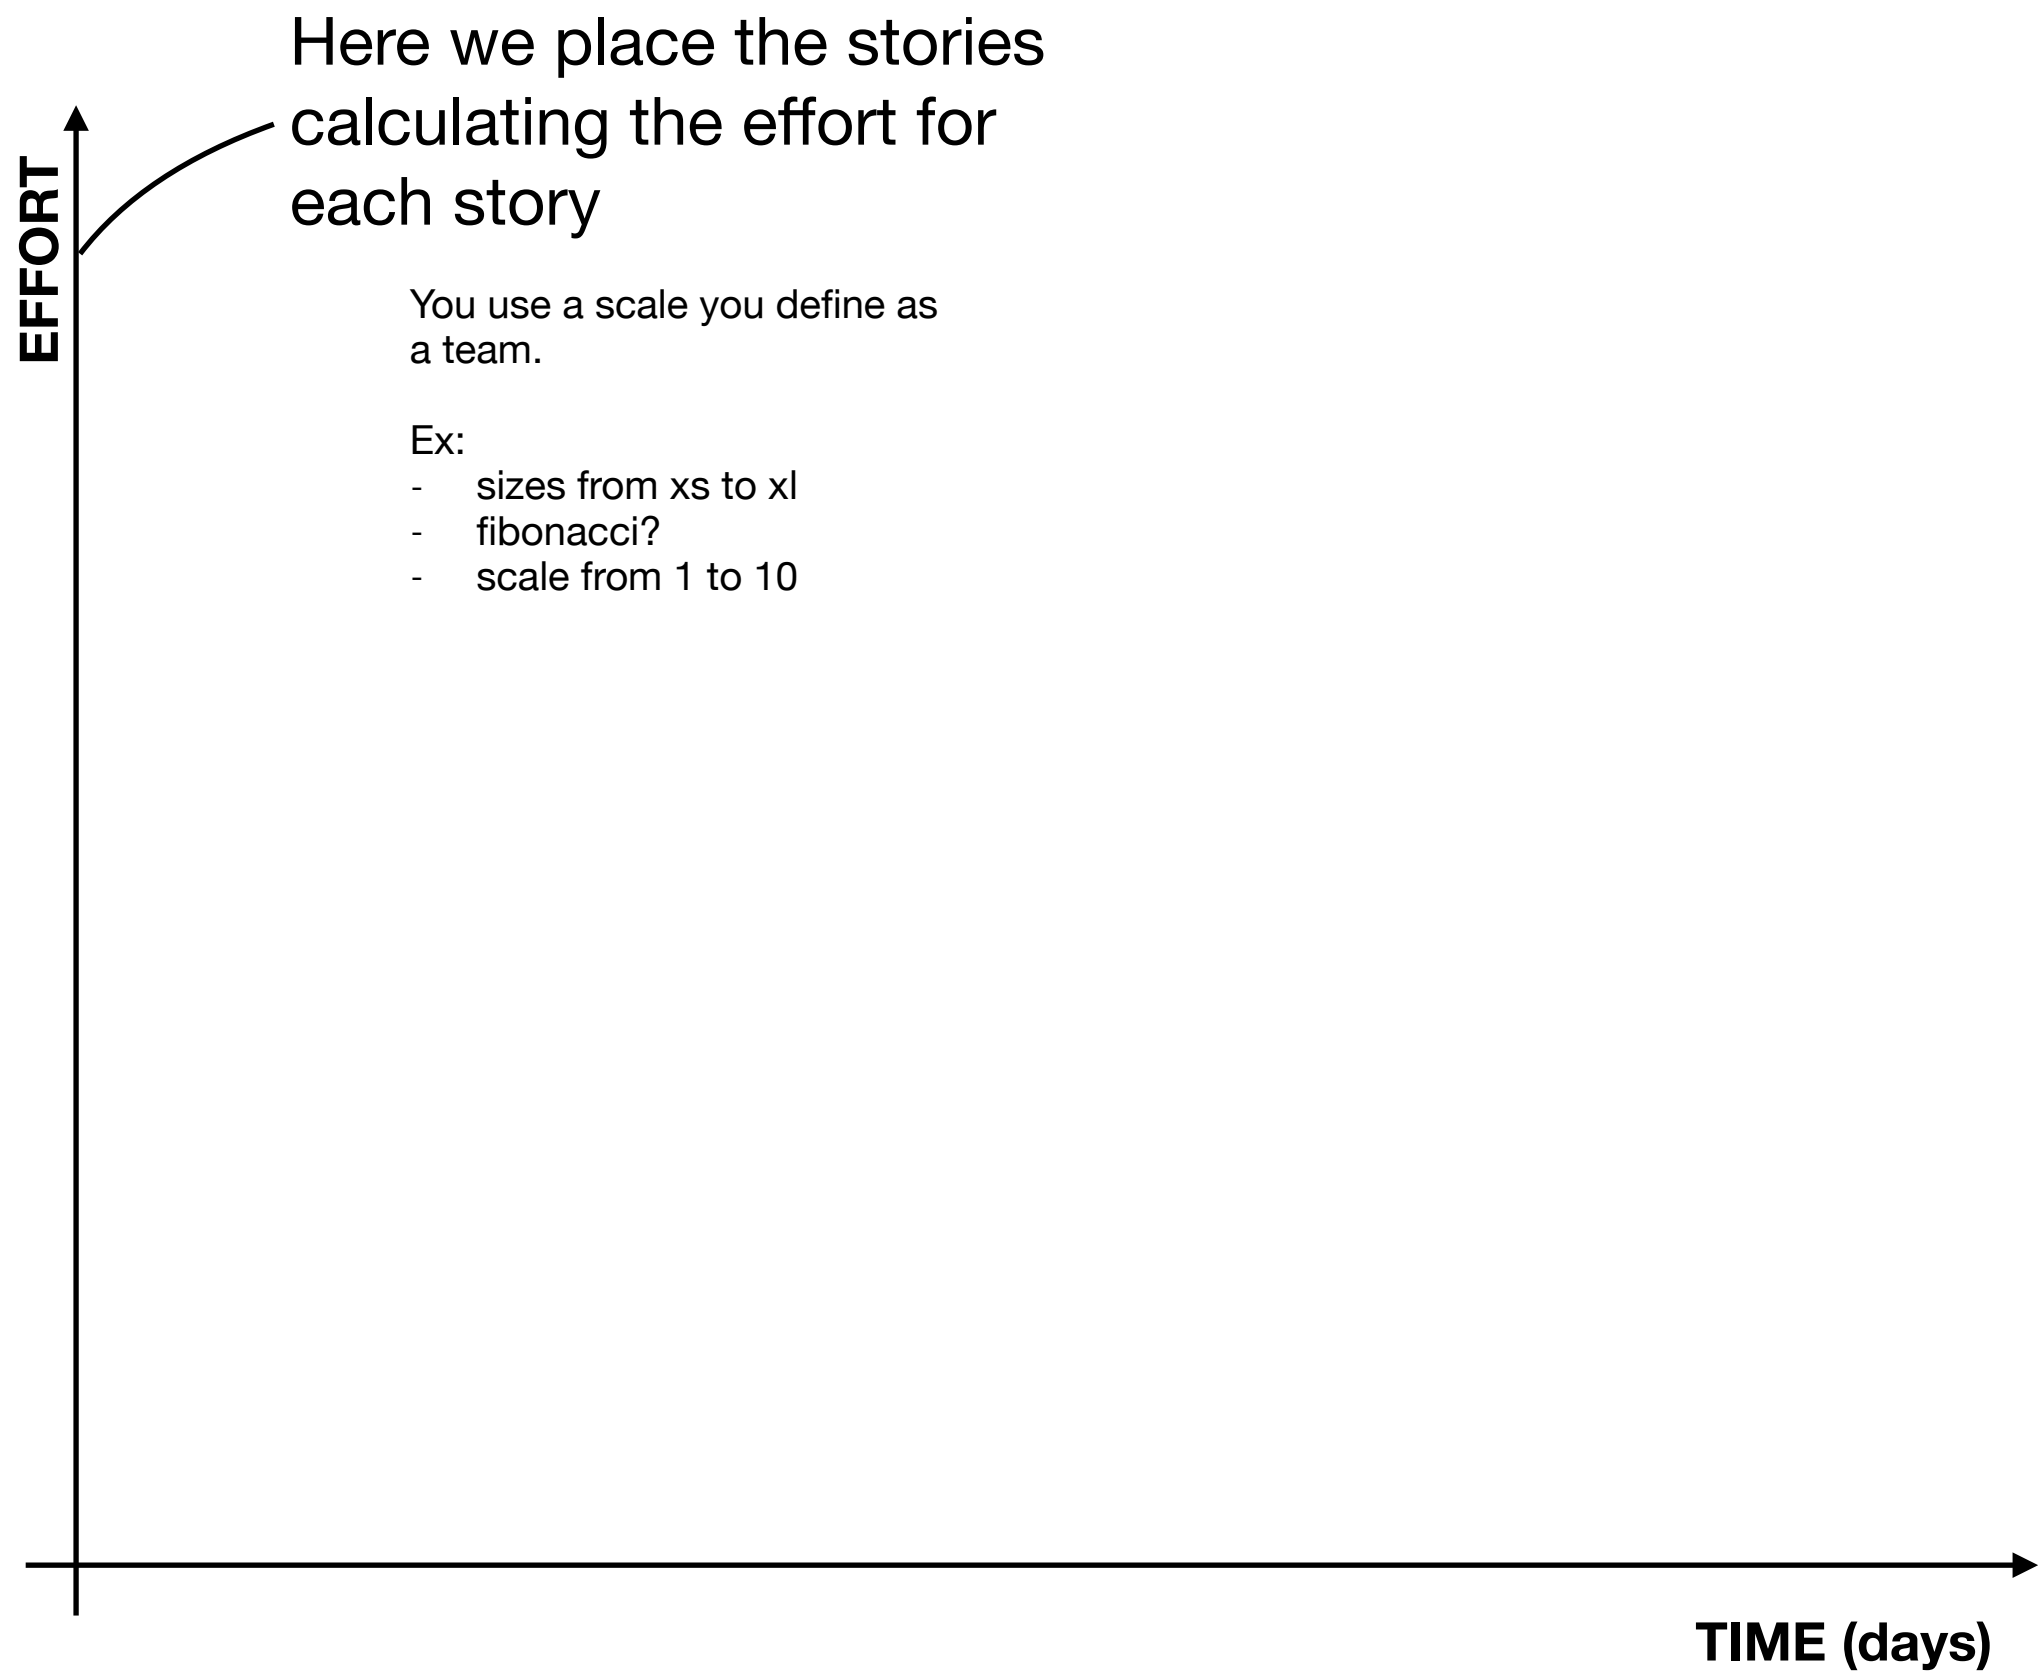 Here we place the stories
calculating the effort for
each story
EFFORT
You use a scale you define as
a team.
Ex:
- sizes from xs to xl
- fibonacci?
- scale from 1 to 10
TIME (days)